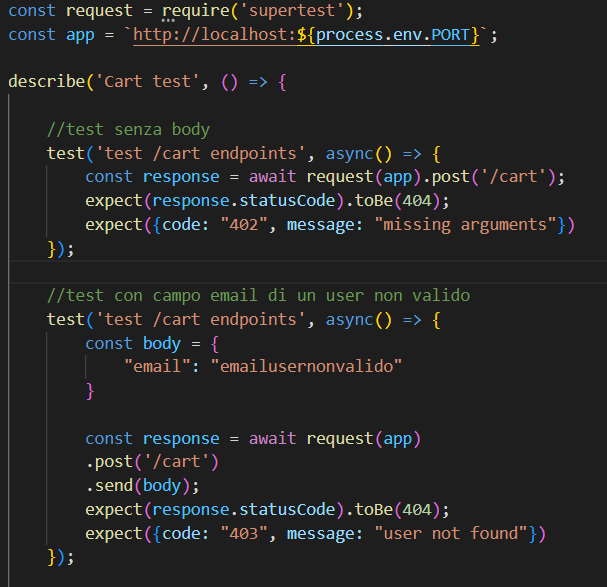 const request = require('supertest');
const app = `http://localhost:${process.env.PORT}`;
describe('Cart test', () => {
//test senza body
test('test /cart endpoints', async() => {
const response = await request(app).post('/cart');
expect(response.statusCode).toBe(404);
expect({code: "402", message: "missing arguments"})
});
//test con campo email di un user non valido
test('test /cart endpoints', async() => {
const body = {
"email": "emailusernonvalido"
}
const response = await request(app)
.post('/cart')
.send(body);
expect(response.statusCode).toBe(404);
expect({code: "403", message: "user not found"})
});